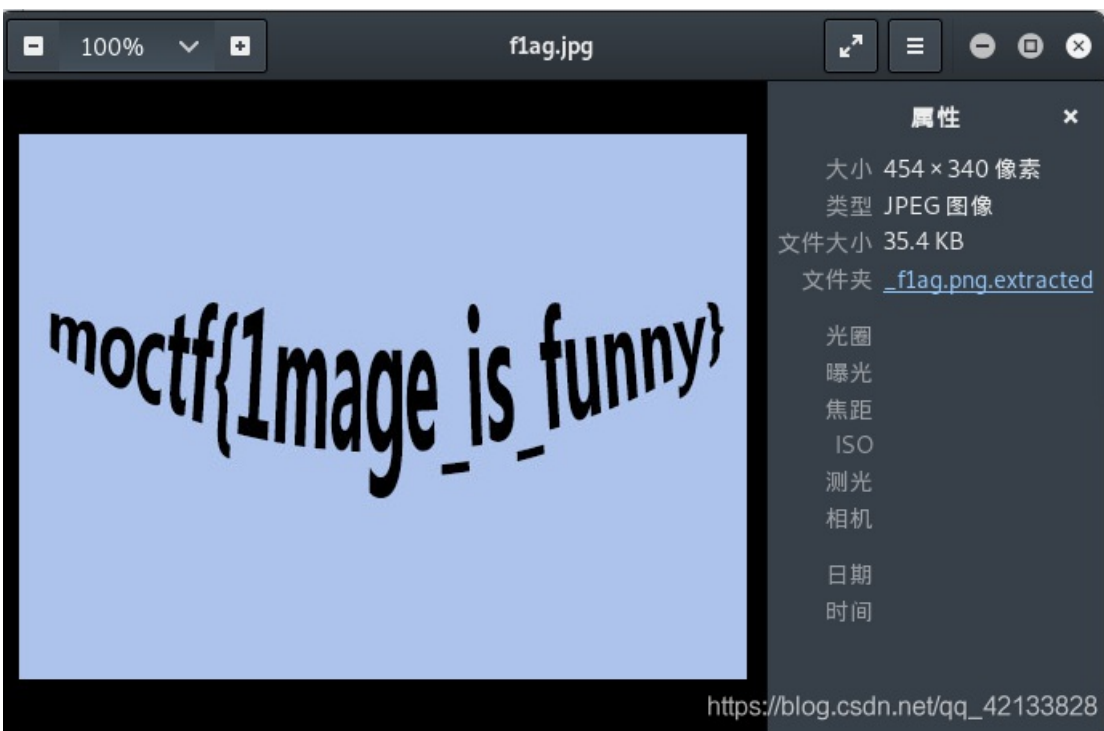 100%
f1ag.jpg
属性
大小 454 × 340 像素
类型 JPEG 图像
文件大小 35.4 KB
文件夹 _f1ag.png.extracted
光圈
曝光
焦距
ISO
测光
相机
日期
时间
moctf{1mage_is_funny}
https://blog.csdn.net/qq_42133828